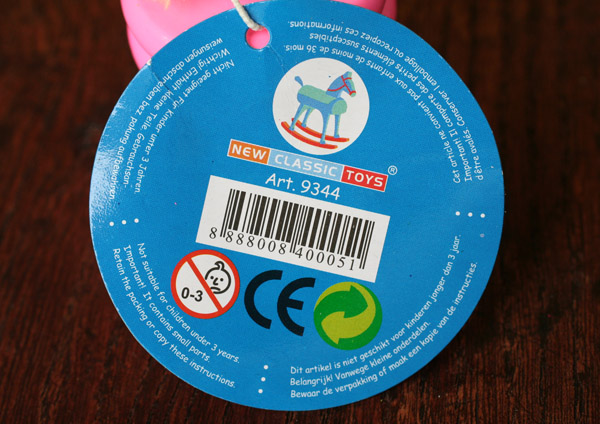 NEW CLASSIC TOYS ®
Art. 9344
8 888008 400051
0-3
CE
Nicht geeignet Für Kinder unter 3 Jahren.
Wichtig: Enthält kleine Teile. Gebrauchsan-
weisungen abschreiben bez. pakung aufbewahren.
Cet article ne convient pas aux enfants de moins de 36 mois.
Important! Il comporte des petits éléments susceptibles
d'être avalés. Conserver l'emballage ou recopiez ces informations.
Not suitable for children under 3 years.
Important! It contains small parts.
Retain the packing or copy these instructions.
Dit artikel is niet geschikt voor kinderen jonger dan 3 jaar.
Belangrijk! Vanwege kleine onderdelen.
Bewaar de verpakking of maak een kopie van de instructies.